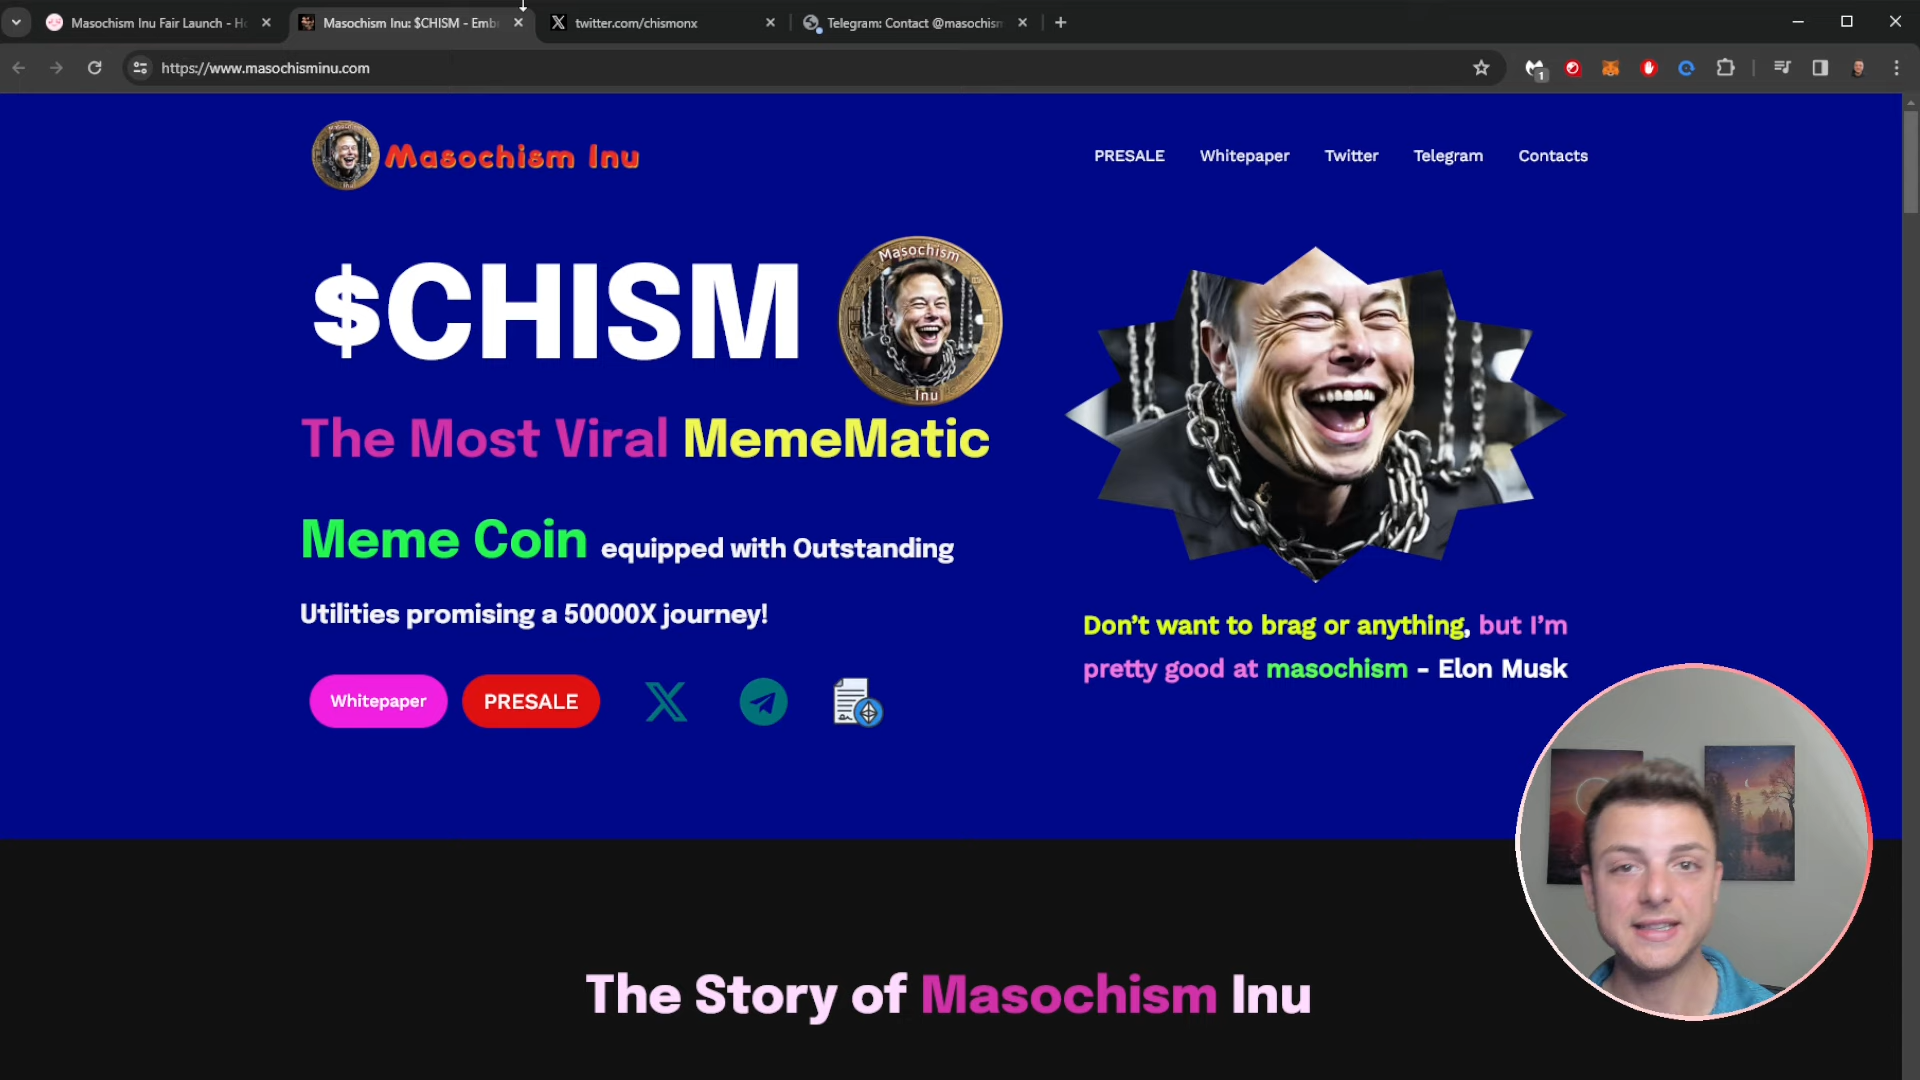 Masochism Inu Fair Launch - Ho
Masochism Inu: $CHISM - Emb
twitter.com/chismonx
Telegram: Contact @masochism
https://www.masochisminu.com
1
Masochism Inu
PRESALE
Whitepaper
Twitter
Telegram
Contacts
$CHISM
Masochism
Inu
The Most Viral MemeMatic
Meme Coin equipped with Outstanding
Utilities promising a 50000X journey!
Don't want to brag or anything, but I'm
pretty good at masochism - Elon Musk
Whitepaper
PRESALE
The Story of Masochism Inu